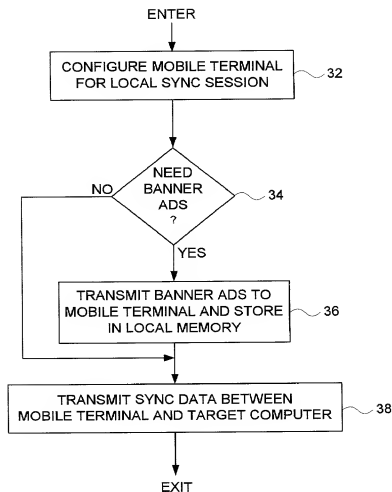 ENTER
CONFIGURE MOBILE TERMINAL
FOR LOCAL SYNC SESSION
32
NEED
BANNER
ADS
?
34
NO
YES
TRANSMIT BANNER ADS TO
MOBILE TERMINAL AND STORE
IN LOCAL MEMORY
36
TRANSMIT SYNC DATA BETWEEN
MOBILE TERMINAL AND TARGET COMPUTER
38
EXIT